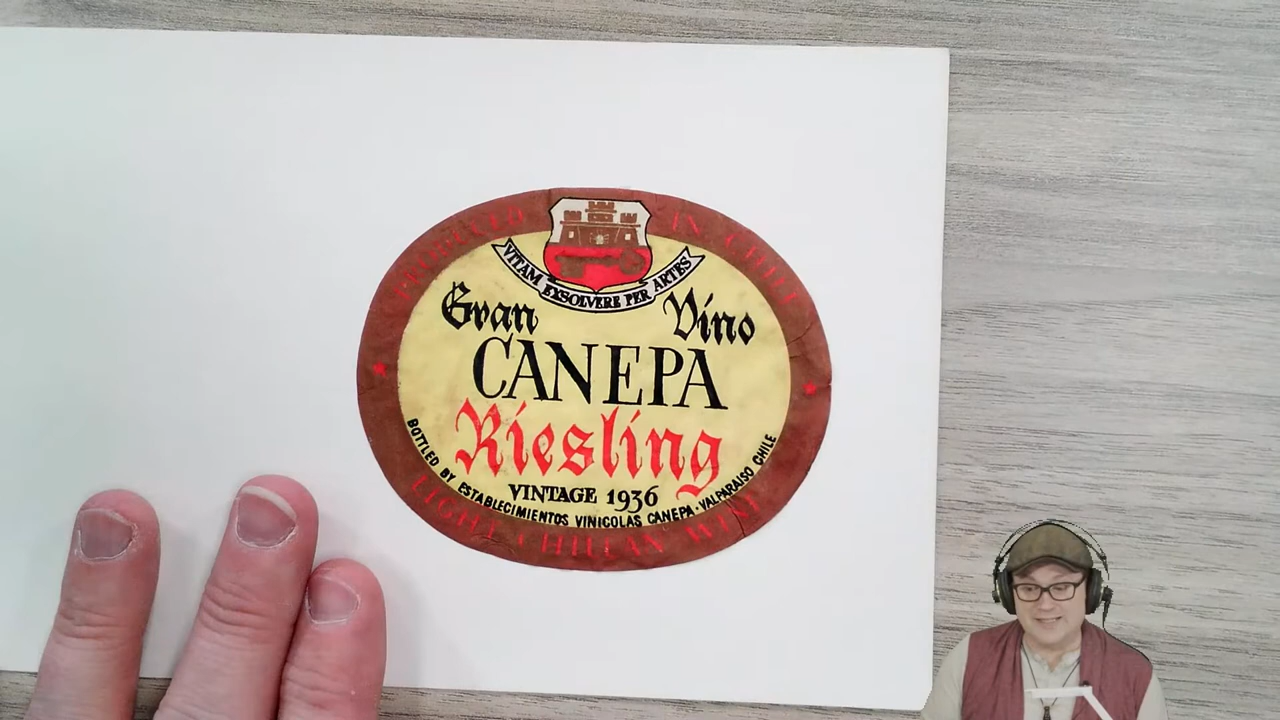 PRODUCED IN CHILE
VITAM EXSOLVERE PER ARTES
Gran Vino
CANEPA
Riesling
VINTAGE 1936
BOTTLED BY ESTABLECIMIENTOS VINICOLAS CANEPA - VALPARAISO CHILE
LIGHT CHILEAN WINE